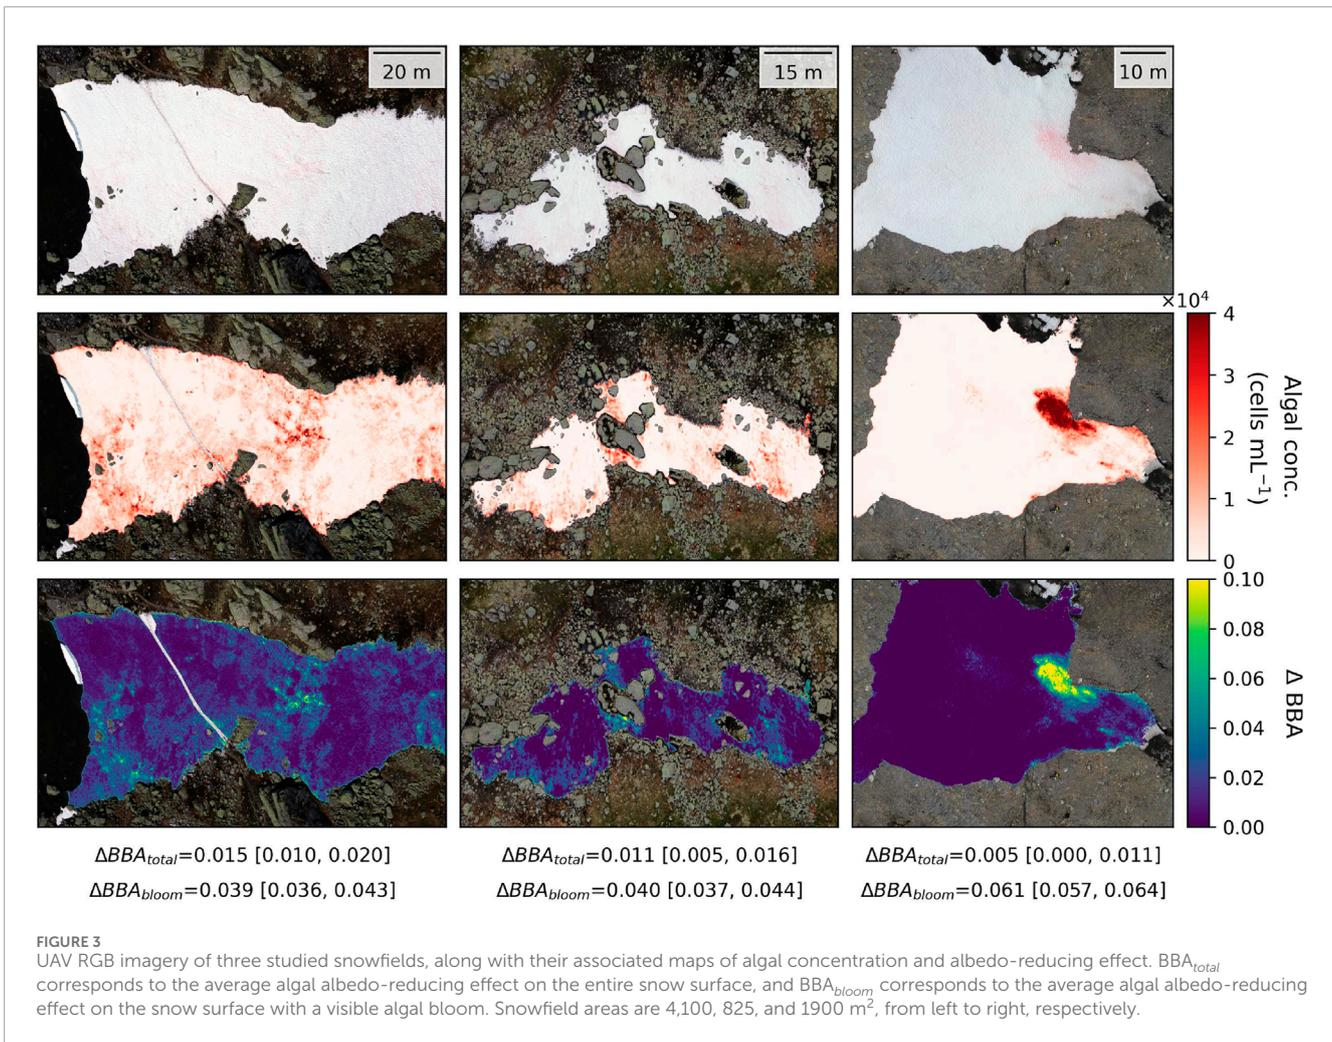 20 m
15 m
10 m
×10⁴
4
3
2
1
0
Algal conc.
(cells mL⁻¹)
0.10
0.08
0.06
0.04
0.02
0.00
Δ BBA
ΔBBA_total=0.015 [0.010, 0.020]
ΔBBA_total=0.011 [0.005, 0.016]
ΔBBA_total=0.005 [0.000, 0.011]
ΔBBA_bloom=0.039 [0.036, 0.043]
ΔBBA_bloom=0.040 [0.037, 0.044]
ΔBBA_bloom=0.061 [0.057, 0.064]
FIGURE 3
UAV RGB imagery of three studied snowfields, along with their associated maps of algal concentration and albedo-reducing effect. BBA_total
corresponds to the average algal albedo-reducing effect on the entire snow surface, and BBA_bloom corresponds to the average algal albedo-reducing
effect on the snow surface with a visible algal bloom. Snowfield areas are 4,100, 825, and 1900 m², from left to right, respectively.